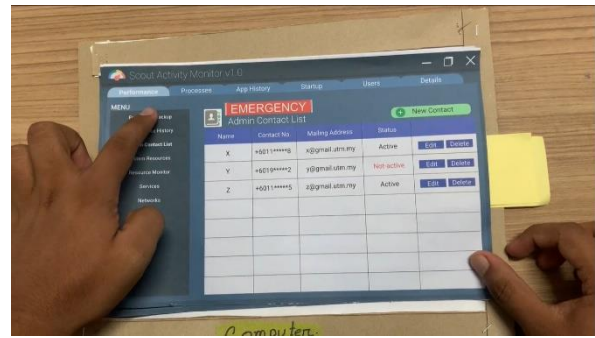 Scout Activity Monitor v1.0
Performance Processes App History Startup Users Details
MENU
EMERGENCY
Admin Contact List
New Contact
History
Contact List
Resources
Resource Monitor
Services
Networks
Name Contact No. Mailing Address Status
X +6011*****8 x@gmail.utm.my Active Edit Delete
Y +6019*****2 y@gmail.utm.my Not-active Edit Delete
Z +6011*****5 z@gmail.utm.my Active Edit Delete
Computer